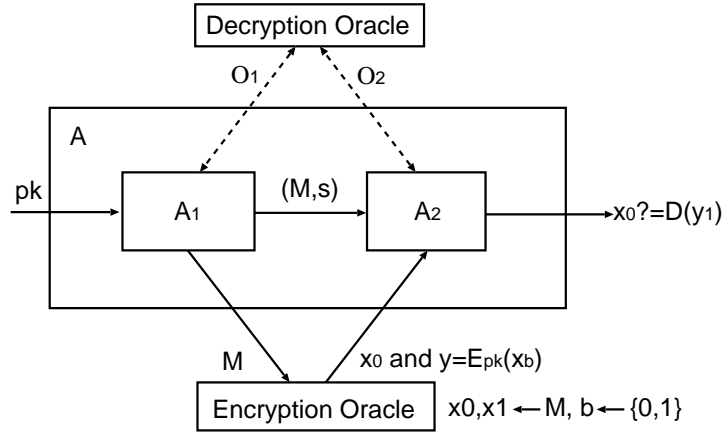 Decryption Oracle
O1 O2
A
pk
(M,s)
A1 A2
x0?=D(y1)
M
x0 and y=Epk(xb)
Encryption Oracle
x0,x1 ← M, b ← {0,1}